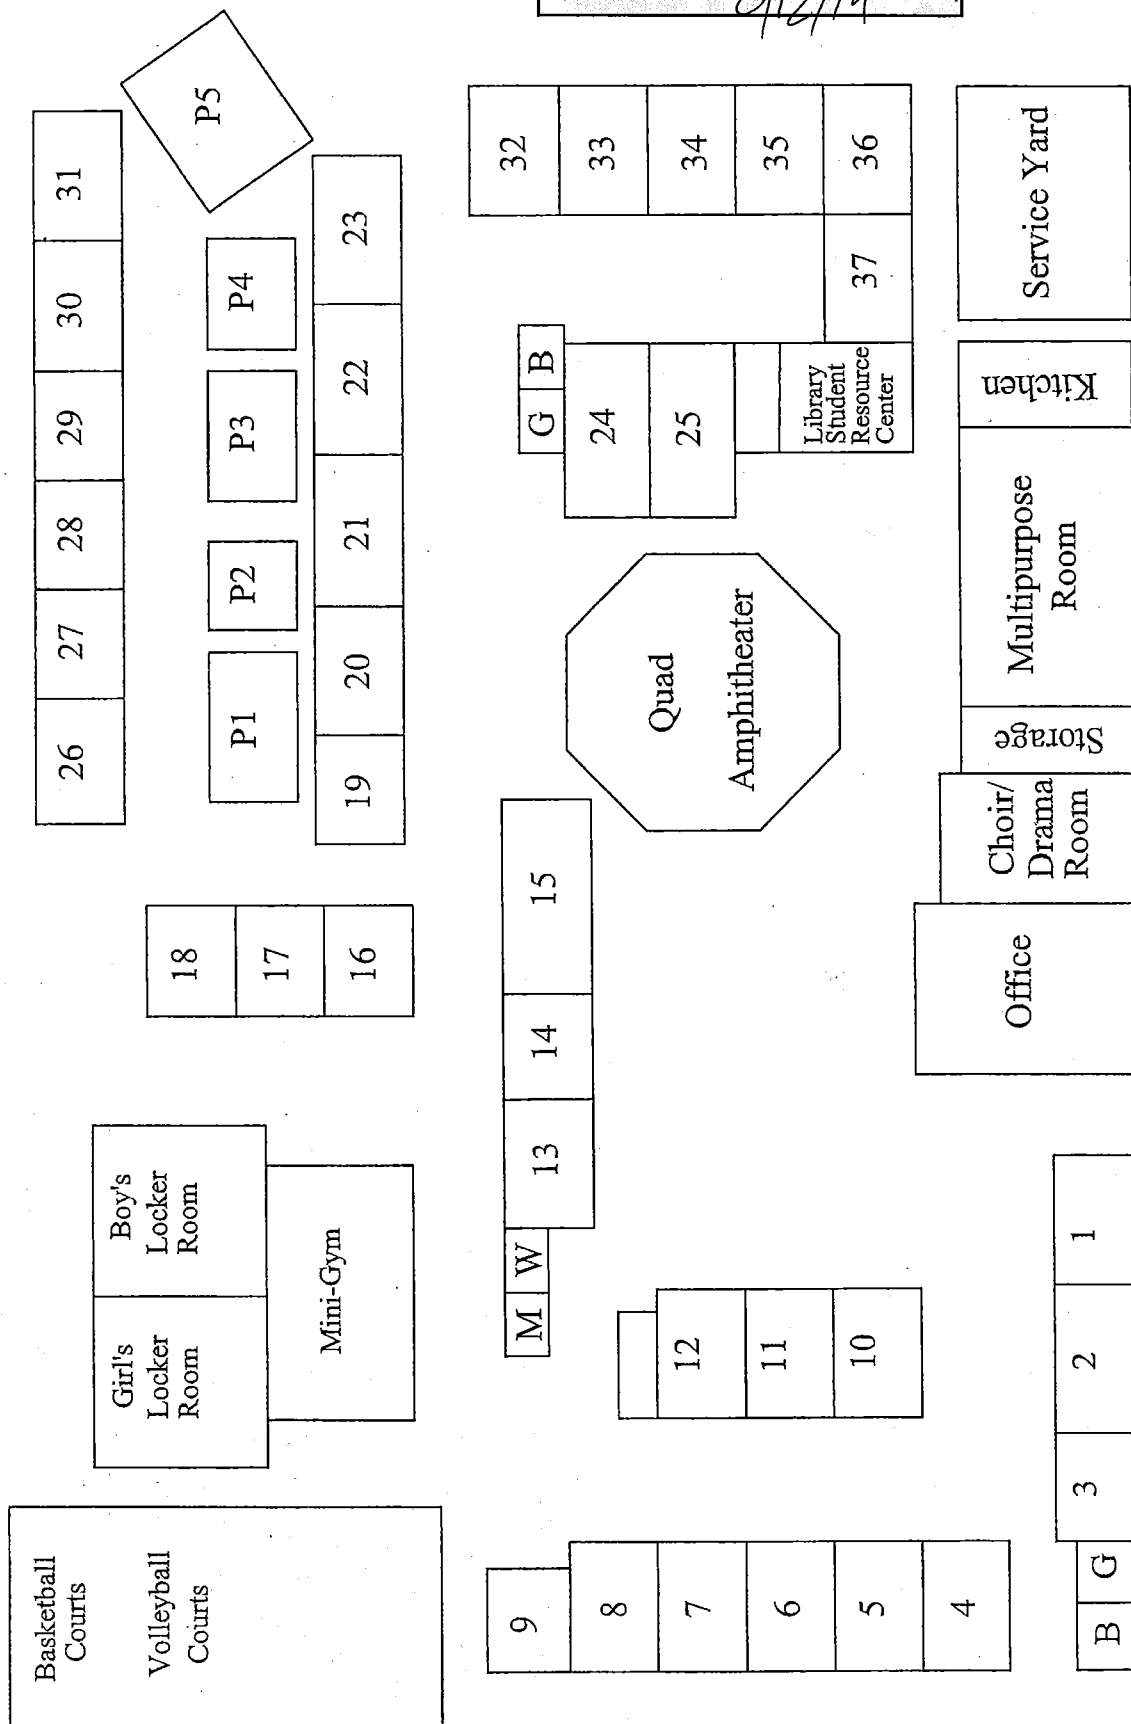 31
30
29
28
27
26
P5
P4
P3
P2
P1
23
22
21
20
19
18
17
16
Boy's
Locker
Room
Girl's
Locker
Room
Mini-Gym
Basketball
Courts
Volleyball
Courts
32
33
34
35
36
37
G B
24
25
Library
Student
Resource
Center
Quad
Amphitheater
15
14
13
M W
12
11
10
9
8
7
6
5
4
Service Yard
Kitchen
Multipurpose
Room
Storage
Choir/
Drama
Room
Office
1
2
3
B G